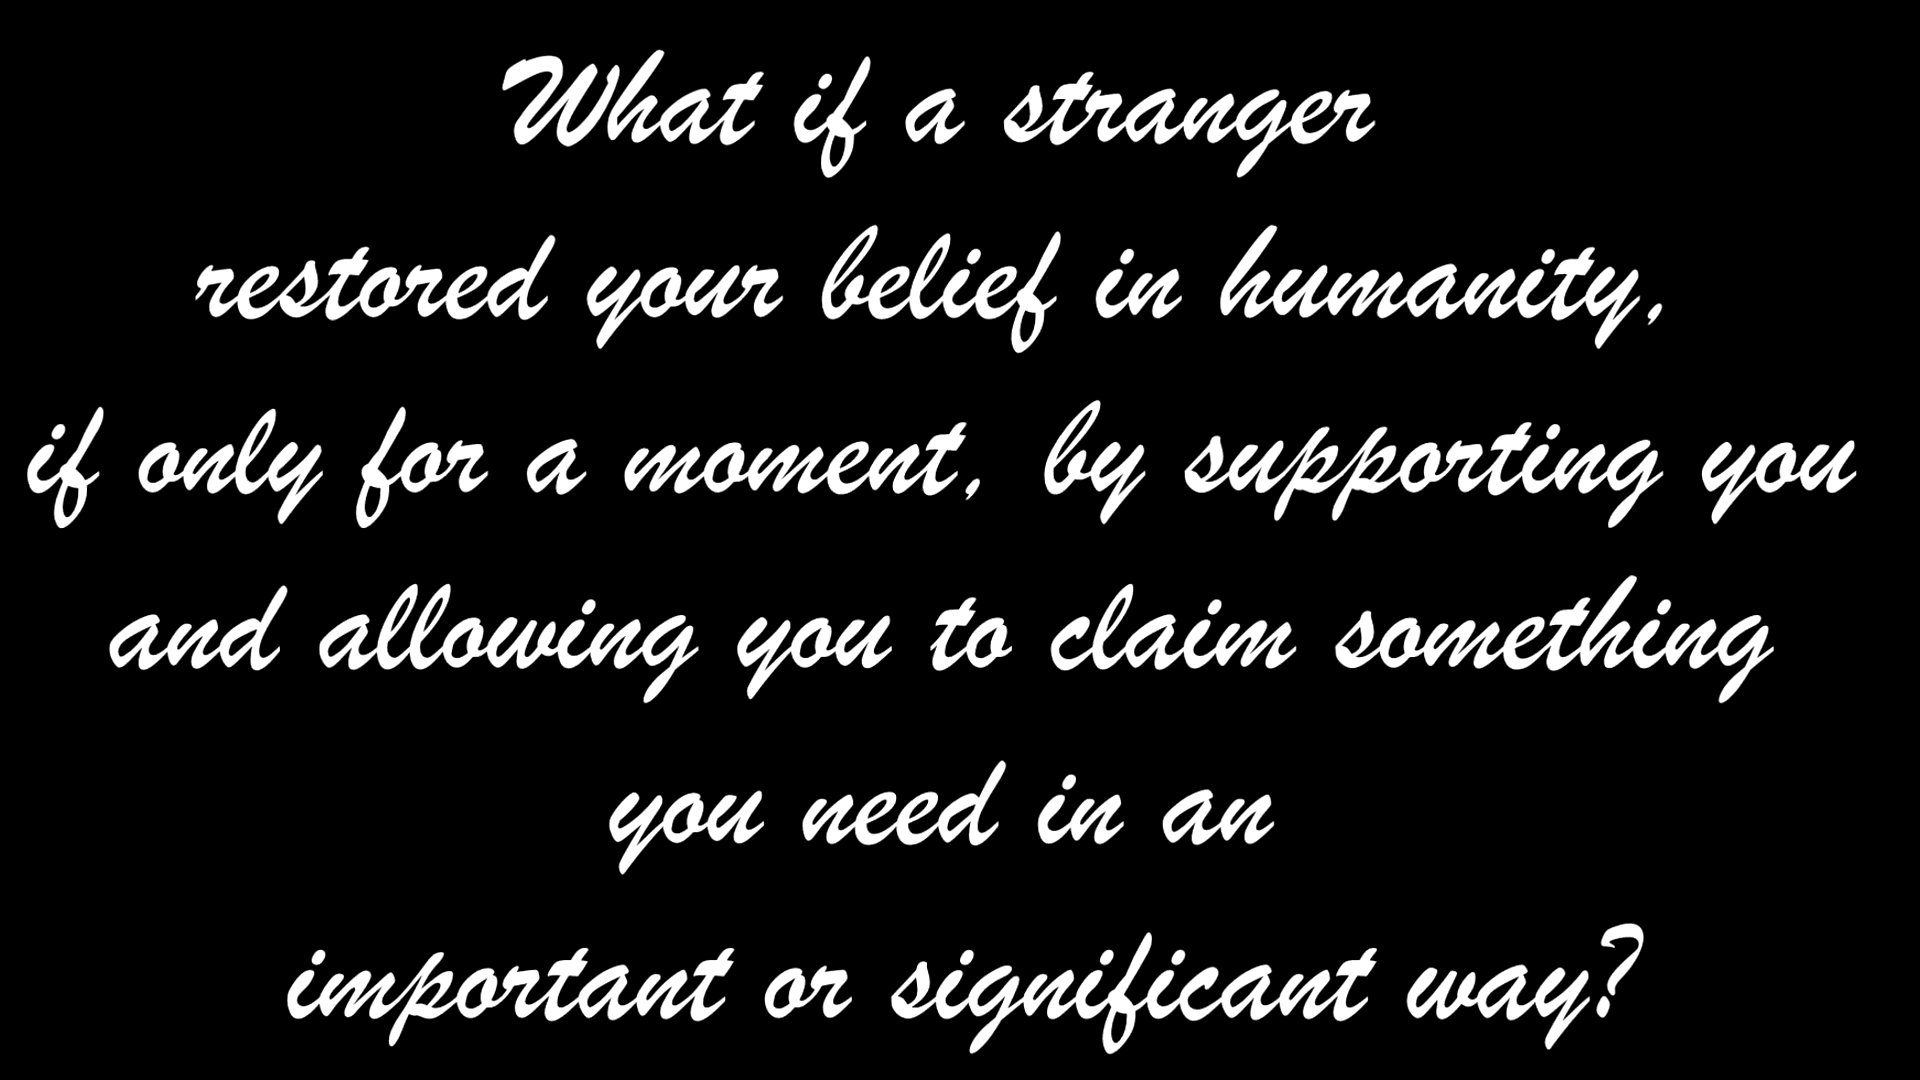 What if a stranger
restored your belief in humanity,
if only for a moment, by supporting you
and allowing you to claim something
you need in an
important or significant way?